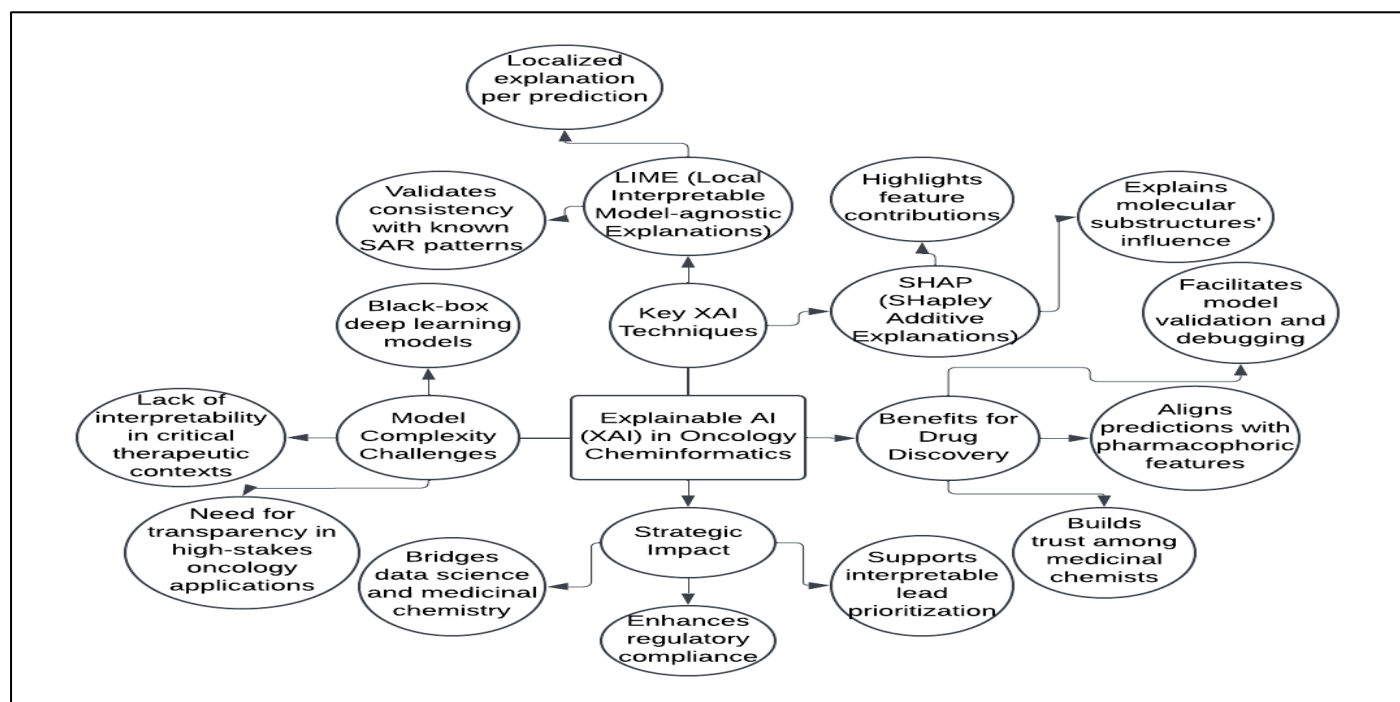 Localized
explanation
per prediction
LIME (Local
Interpretable
Model-agnostic
Explanations)
Validates
consistency
with known
SAR patterns
Highlights
feature
contributions
Explains
molecular
substructures'
influence
SHAP
(SHapley
Additive
Explanations)
Key XAI
Techniques
Facilitates
model
validation and
debugging
Black-box
deep learning
models
Lack of
interpretability
in critical
therapeutic
contexts
Model
Complexity
Challenges
Explainable AI
(XAI) in Oncology
Cheminformatics
Benefits for
Drug
Discovery
Aligns
predictions with
pharmacophoric
features
Need for
transparency in
high-stakes
oncology
applications
Bridges
data science
and medicinal
chemistry
Strategic
Impact
Enhances
regulatory
compliance
Supports
interpretable
lead
prioritization
Builds
trust among
medicinal
chemists